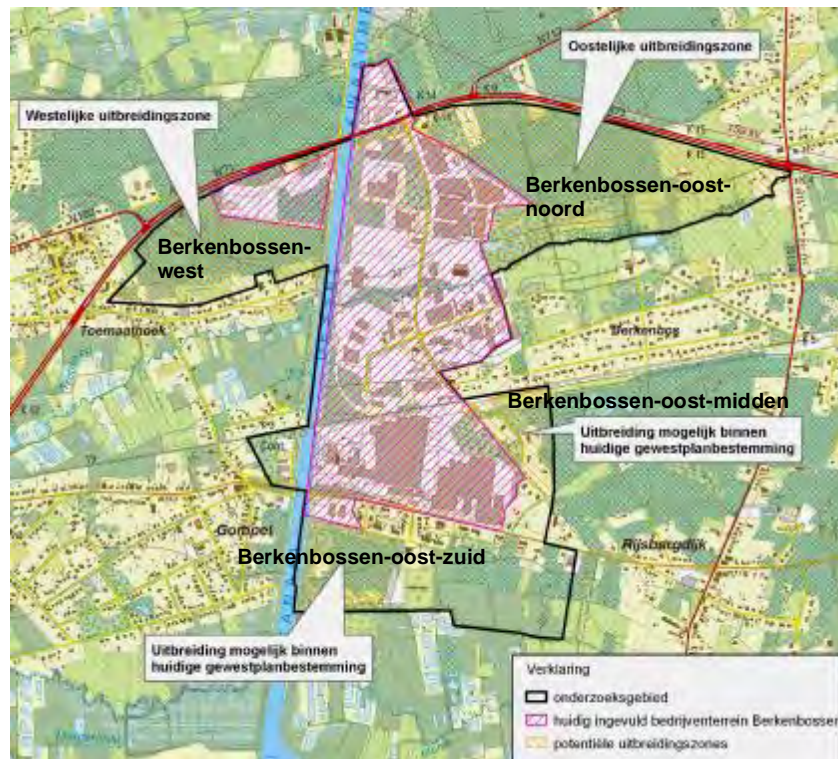 Oostelijke uitbreidingszone
Westelijke uitbreidingszone
Berkenbossen-oost-
noord
Berkenbossen-
west
Toemaathoek
Berkenbos
Berkenbossen-oost-midden
Uitbreiding mogelijk binnen
huidige gewestplanbestemming
Gompel
Rijsburgdijk
Berkenbossen-oost-zuid
Uitbreiding mogelijk binnen
huidige gewestplanbestemming
Verklaring
onderzoeksgebied
huidig ingevuld bedrijventerrein Berkenbossen
potentiële uitbreidingszones